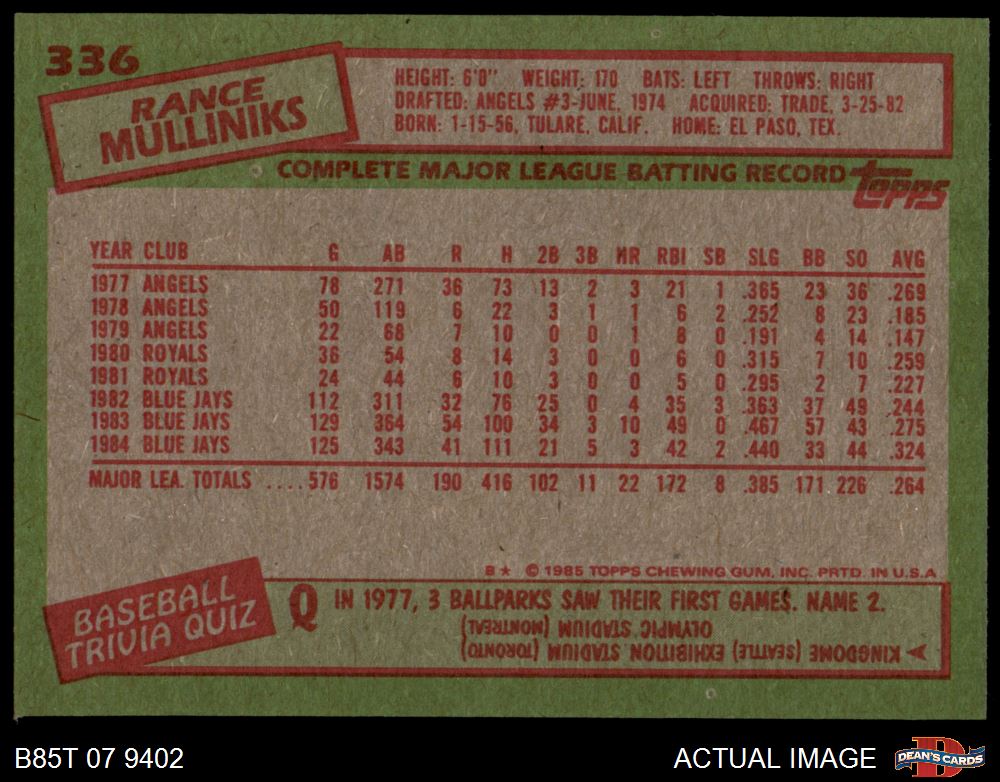 336
RANCE
MULLINIKS
HEIGHT: 6'0" WEIGHT: 170 BATS: LEFT THROWS: RIGHT
DRAFTED: ANGELS #3-JUNE, 1974 ACQUIRED: TRADE, 3-25-82
BORN: 1-15-56, TULARE, CALIF. HOME: EL PASO, TEX.
COMPLETE MAJOR LEAGUE BATTING RECORD
TOPPS
YEAR CLUB G AB R H 2B 3B HR RBI SB SLG BB SO AVG
1977 ANGELS 78 271 36 73 13 2 3 21 1 .365 23 36 .269
1978 ANGELS 50 119 6 22 3 1 1 6 2 .252 8 23 .185
1979 ANGELS 22 68 7 10 0 0 1 8 0 .191 4 14 .147
1980 ROYALS 36 54 8 14 3 0 0 6 0 .315 7 10 .259
1981 ROYALS 24 44 6 10 3 0 0 5 0 .295 2 7 .227
1982 BLUE JAYS 112 311 32 76 25 0 4 35 3 .363 37 49 .244
1983 BLUE JAYS 129 364 54 100 34 3 10 49 0 .467 57 43 .275
1984 BLUE JAYS 125 343 41 111 21 5 3 42 2 .440 33 44 .324
MAJOR LEA. TOTALS ....576 1574 190 416 102 11 22 172 8 .385 171 226 .264
B★ © 1985 TOPPS CHEWING GUM, INC. PRTD. IN U.S.A.
BASEBALL
TRIVIA QUIZ
Q IN 1977, 3 BALLPARKS SAW THEIR FIRST GAMES. NAME 2.
A KINGDOME (SEATTLE) EXHIBITION STADIUM (TORONTO)
OLYMPIC STADIUM (MONTREAL)
B85T 07 9402
ACTUAL IMAGE
D
DEAN'S CARDS